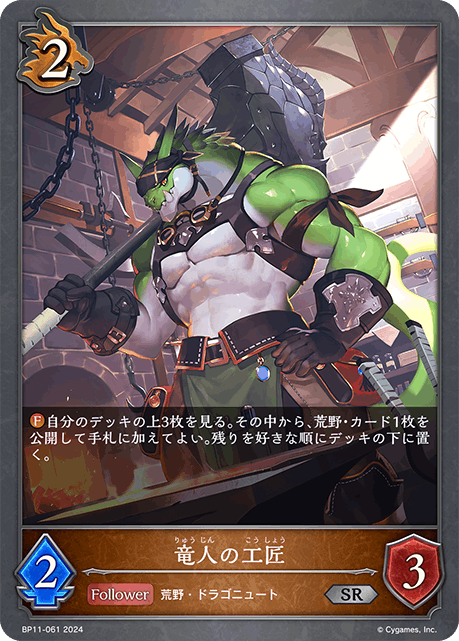 2
F自分のデッキの上3枚を見る。その中から、荒野・カード1枚を
公開して手札に加えてよい。残りを好きな順にデッキの下に置
く。
りゅう じん こう しょう
竜人の工匠
2
Follower 荒野・ドラゴニュート SR
3
BP11-061 2024 © Cygames, Inc.